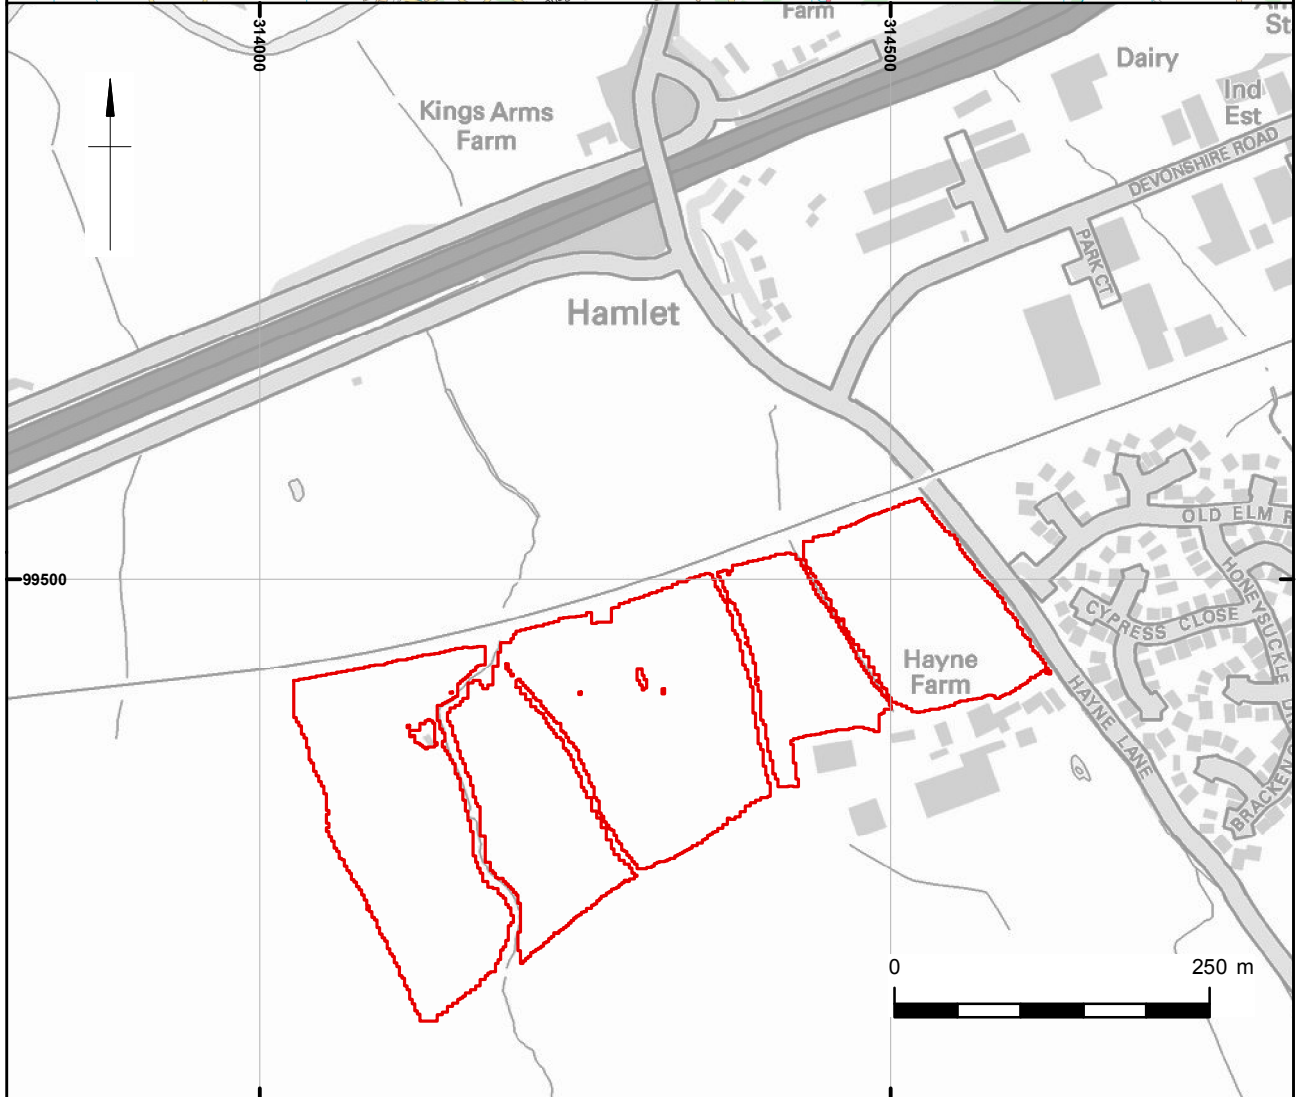 Farm
314000
314500
Dairy
Kings Arms
Farm
Ind
Est
DEVONSHIRE ROAD
PARK CT
Hamlet
99500
OLD ELM R
HONEYSUCKLE
CYPRESS CLOSE
Hayne
Farm
HAYNE LANE
BRACKEN
0 250 m